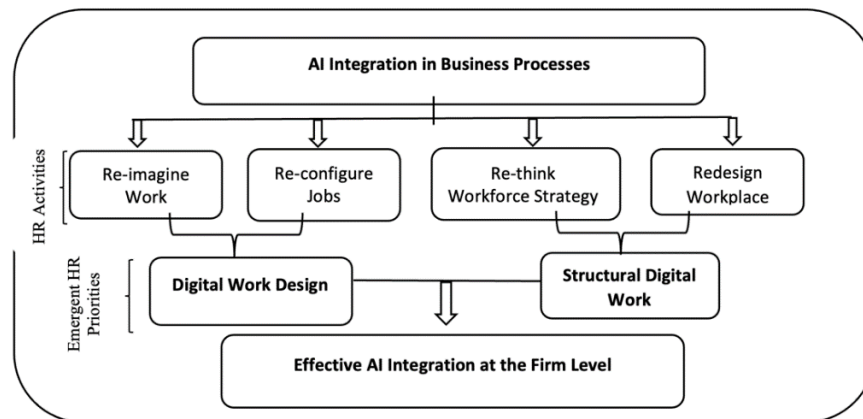 AI Integration in Business Processes
HR Activities
Re-imagine
Work
Re-configure
Jobs
Re-think
Workforce Strategy
Redesign
Workplace
Emergent HR
Priorities
Digital Work Design
Structural Digital
Work
Effective AI Integration at the Firm Level